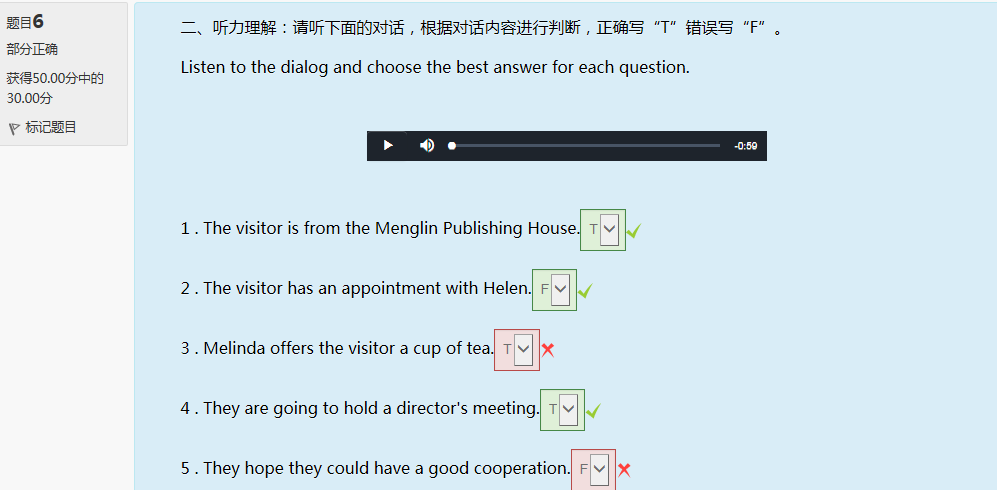 题目6
部分正确
获得50.00分中的
30.00分
标记题目
二、听力理解：请听下面的对话，根据对话内容进行判断，正确写“T”错误写“F”。
Listen to the dialog and choose the best answer for each question.
-0:59
1 . The visitor is from the Menglin Publishing House. T
2 . The visitor has an appointment with Helen. F
3 . Melinda offers the visitor a cup of tea. T
4 . They are going to hold a director's meeting. T
5 . They hope they could have a good cooperation. F